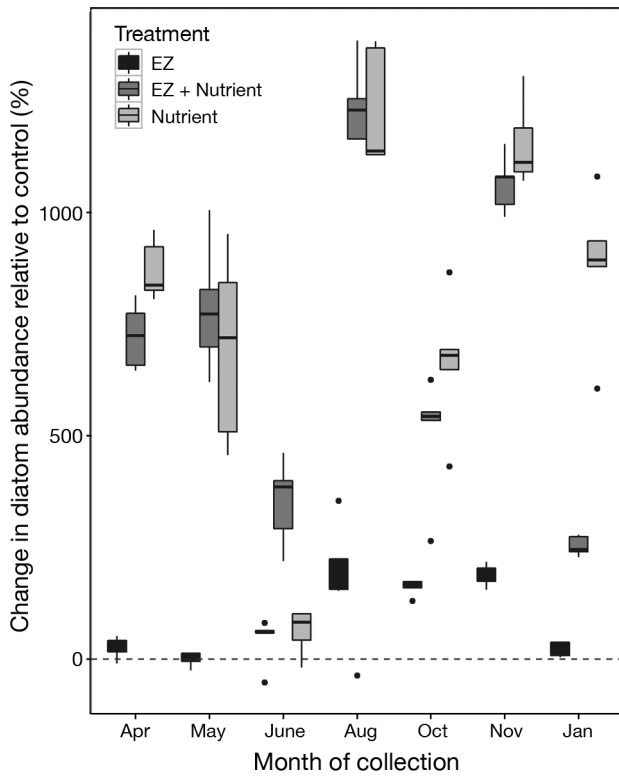 Treatment
EZ
EZ + Nutrient
Nutrient
Change in diatom abundance relative to control (%)
1000
500
0
Apr May June Aug Oct Nov Jan
Month of collection